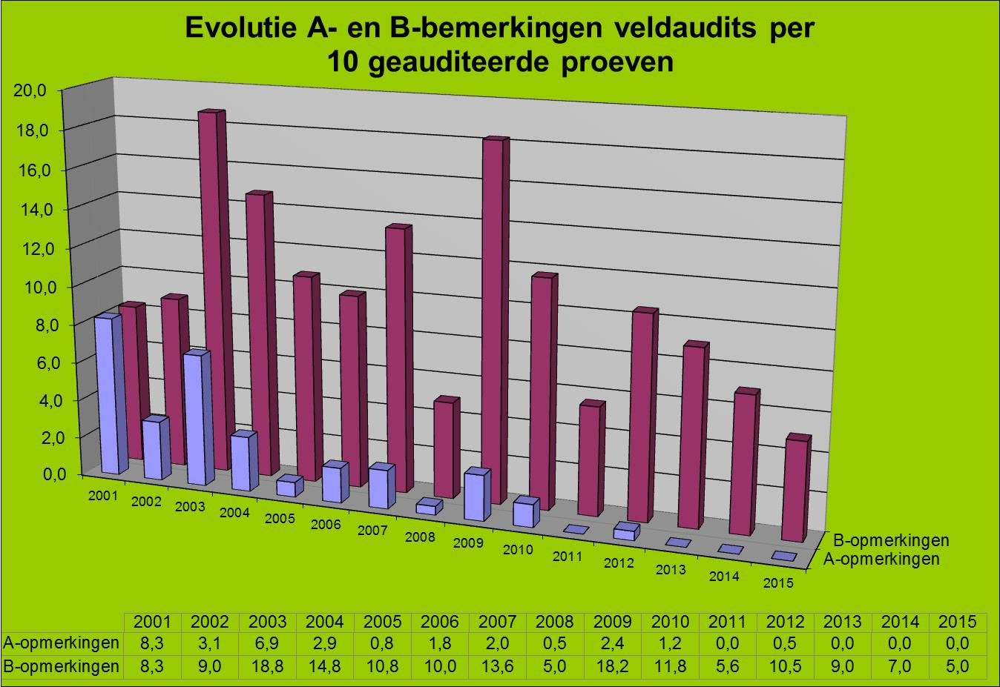 Evolutie A- en B-bemerkingen veldaudits per
10 geauditeerde proeven
20,0
18,0
16,0
14,0
12,0
10,0
8,0
6,0
4,0
2,0
0,0
2001 2002 2003 2004 2005 2006 2007 2008 2009 2010 2011 2012 2013 2014 2015
B-opmerkingen
A-opmerkingen
2001 2002 2003 2004 2005 2006 2007 2008 2009 2010 2011 2012 2013 2014 2015
A-opmerkingen 8,3 3,1 6,9 2,9 0,8 1,8 2,0 0,5 2,4 1,2 0,0 0,5 0,0 0,0 0,0
B-opmerkingen 8,3 9,0 18,8 14,8 10,8 10,0 13,6 5,0 18,2 11,8 5,6 10,5 9,0 7,0 5,0